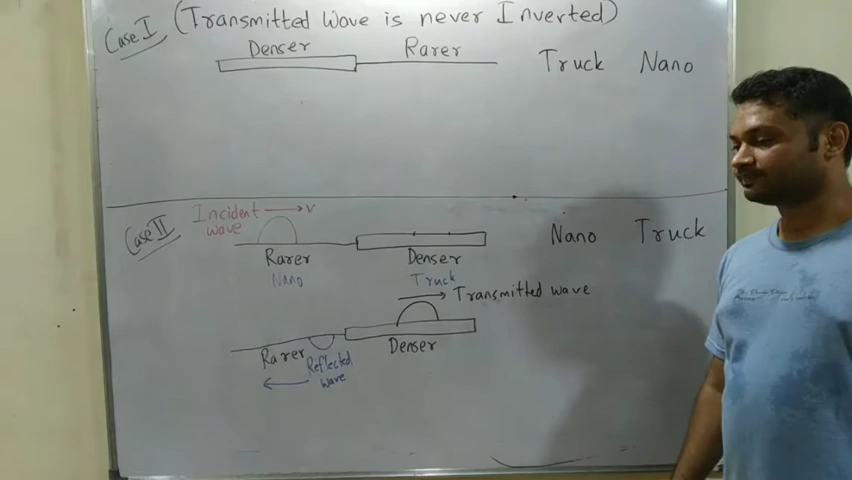 Case I (Transmitted Wave is never Inverted)
Denser Rarer Truck Nano
Case II Incident wave v
Rarer Denser Nano Truck
Nano Truck
Transmitted wave
Rarer Reflected wave Denser